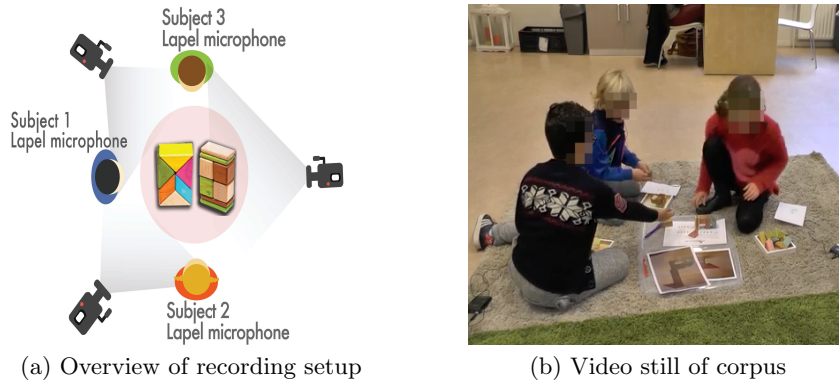 Subject 3
Lapel microphone
Subject 1
Lapel microphone
Subject 2
Lapel microphone
(a) Overview of recording setup
(b) Video still of corpus